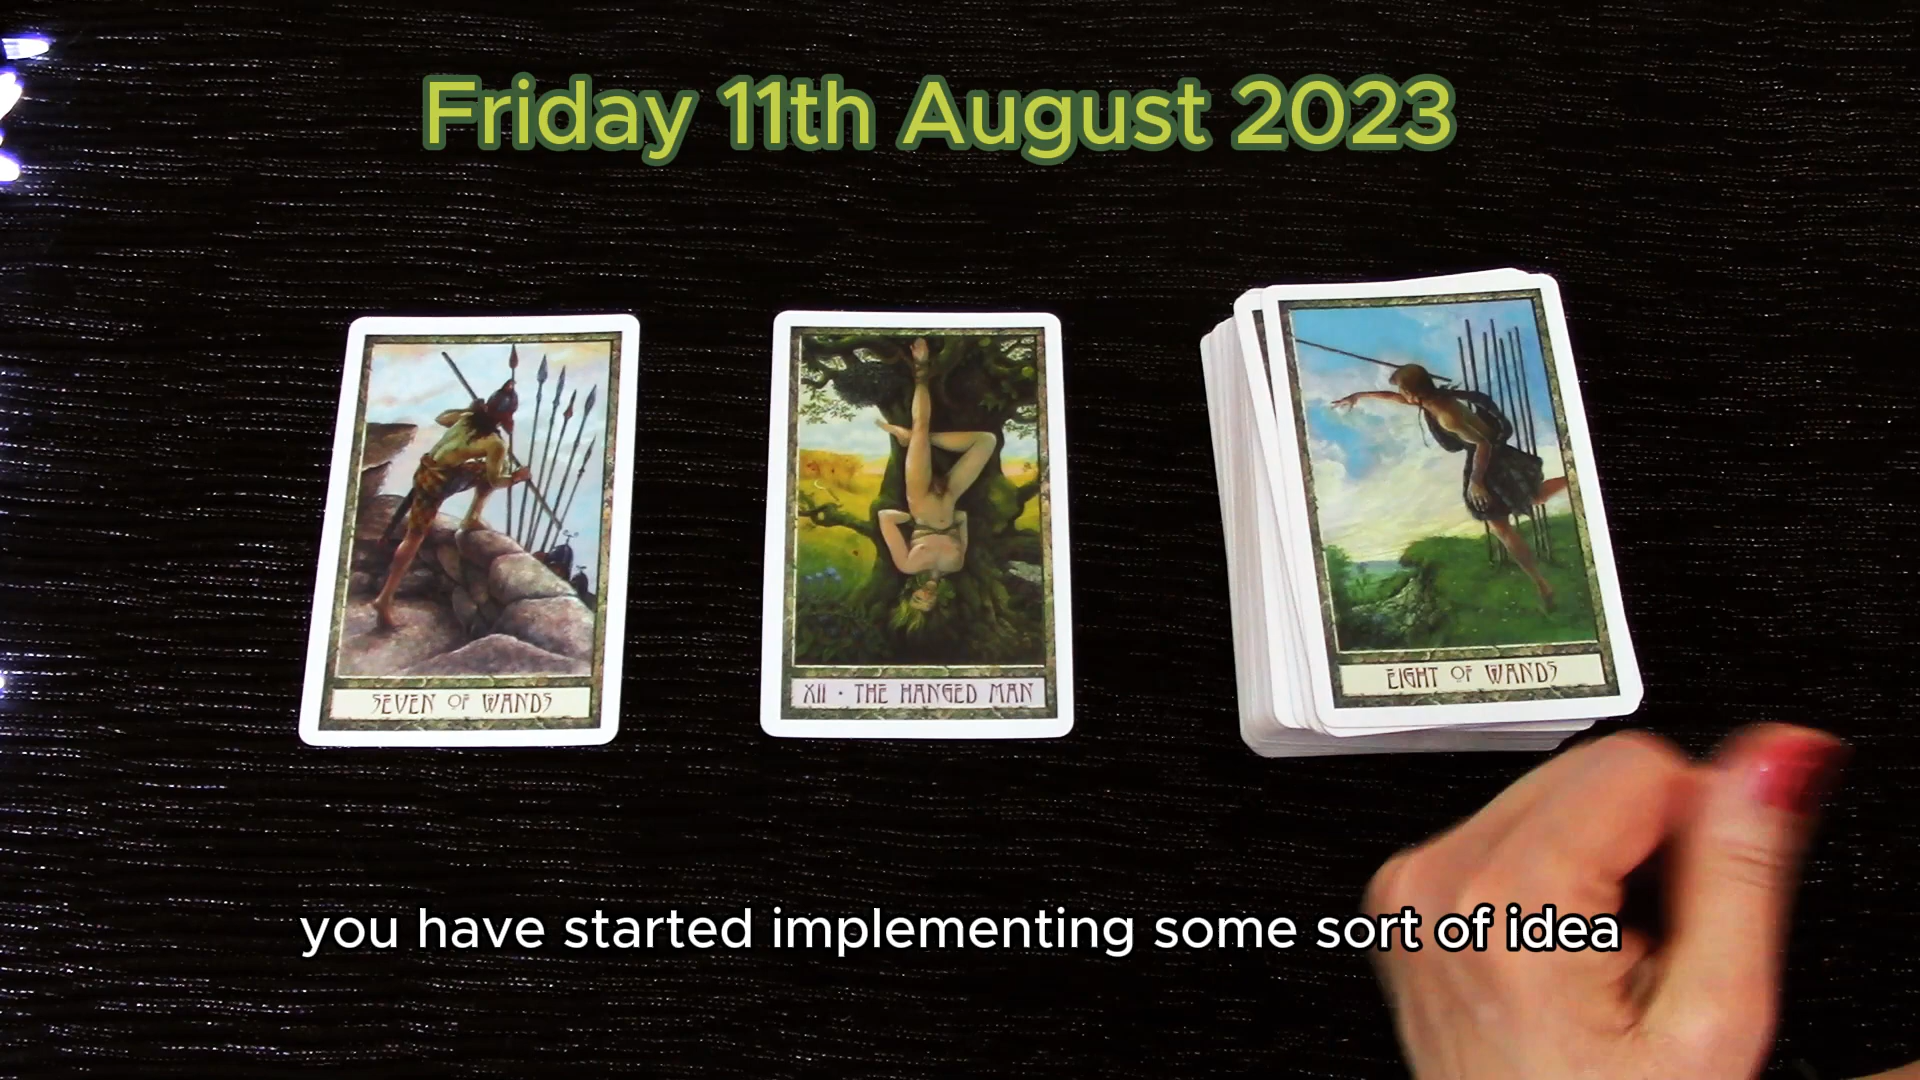 Friday 11th August 2023
SEVEN OF WANDS
XII · THE HANGED MAN
EIGHT OF WANDS
you have started implementing some sort of idea